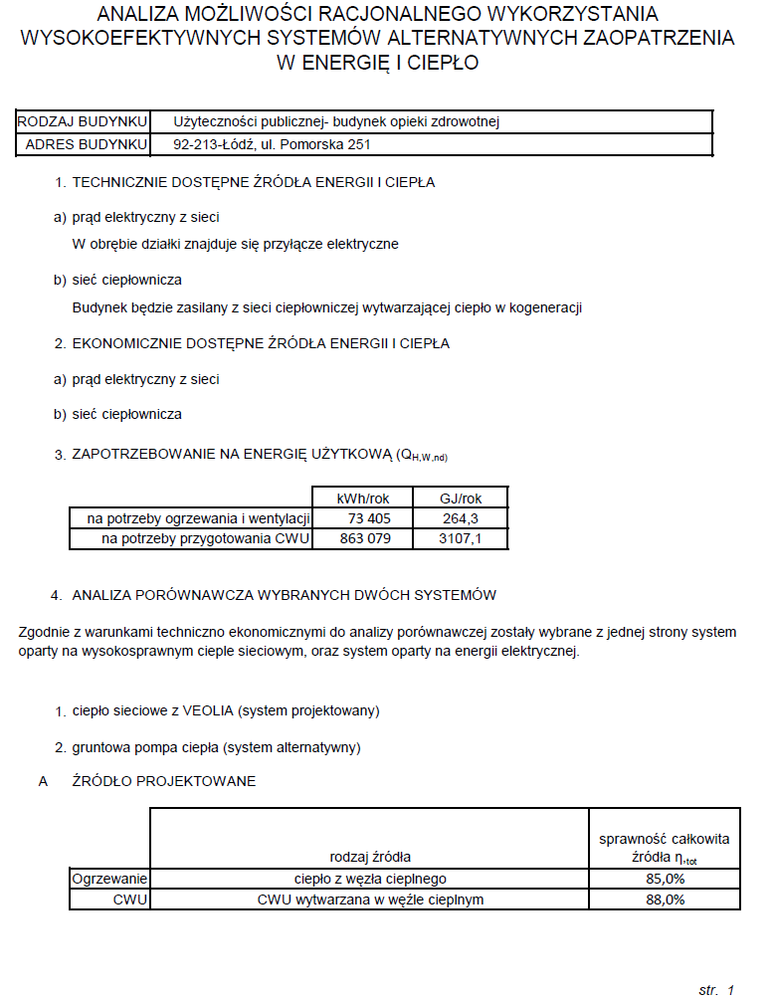 ANALIZA MOŻLIWOŚCI RACJONALNEGO WYKORZYSTANIA
WYSOKOEFEKTYWNYCH SYSTEMÓW ALTERNATYWNYCH ZAOPATRZENIA
W ENERGIĘ I CIEPŁO
RODZAJ BUDYNKU Użyteczności publicznej- budynek opieki zdrowotnej
ADRES BUDYNKU 92-213-Łódź, ul. Pomorska 251
1. TECHNICZNIE DOSTĘPNE ŹRÓDŁA ENERGII I CIEPŁA
a) prąd elektryczny z sieci
W obrębie działki znajduje się przyłącze elektryczne
b) sieć ciepłownicza
Budynek będzie zasilany z sieci ciepłowniczej wytwarzającej ciepło w kogeneracji
2. EKONOMICZNIE DOSTĘPNE ŹRÓDŁA ENERGII I CIEPŁA
a) prąd elektryczny z sieci
b) sieć ciepłownicza
3. ZAPOTRZEBOWANIE NA ENERGIĘ UŻYTKOWĄ (QH,W,nd)
kWh/rok GJ/rok
na potrzeby ogrzewania i wentylacji 73 405 264,3
na potrzeby przygotowania CWU 863 079 3107,1
4. ANALIZA PORÓWNAWCZA WYBRANYCH DWÓCH SYSTEMÓW
Zgodnie z warunkami techniczno ekonomicznymi do analizy porównawczej zostały wybrane z jednej strony system
oparty na wysokosprawnym cieple sieciowym, oraz system oparty na energii elektrycznej.
1. ciepło sieciowe z VEOLIA (system projektowany)
2. gruntowa pompa ciepła (system alternatywny)
A ŹRÓDŁO PROJEKTOWANE
sprawność całkowita
rodzaj źródła źródła η,tot
Ogrzewanie ciepło z węzła cieplnego 85,0%
CWU CWU wytwarzana w węźle cieplnym 88,0%
str. 1